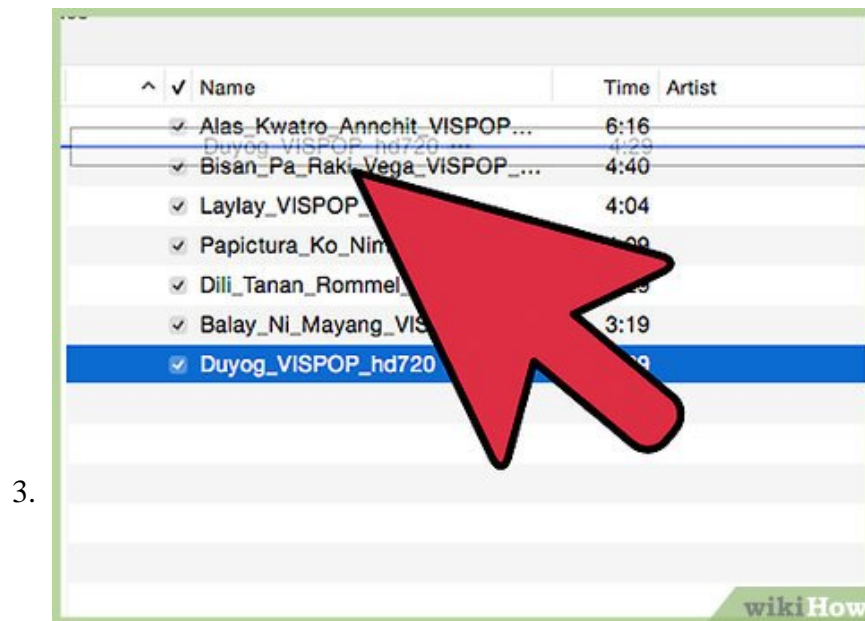 Name Time Artist
Alas_Kwatro_Annchit_VISPOP... 6:16
Duyog_VISPOP_hd720 ... 4:29
Bisan_Pa_Raki_Vega_VISPOP_... 4:40
Laylay_VISPOP_ 4:04
Papictura_Ko_Nim
Dili_Tanan_Rommel_
Balay_Ni_Mayang_VIS 3:19
Duyog_VISPOP_hd720
3.
wikiHow